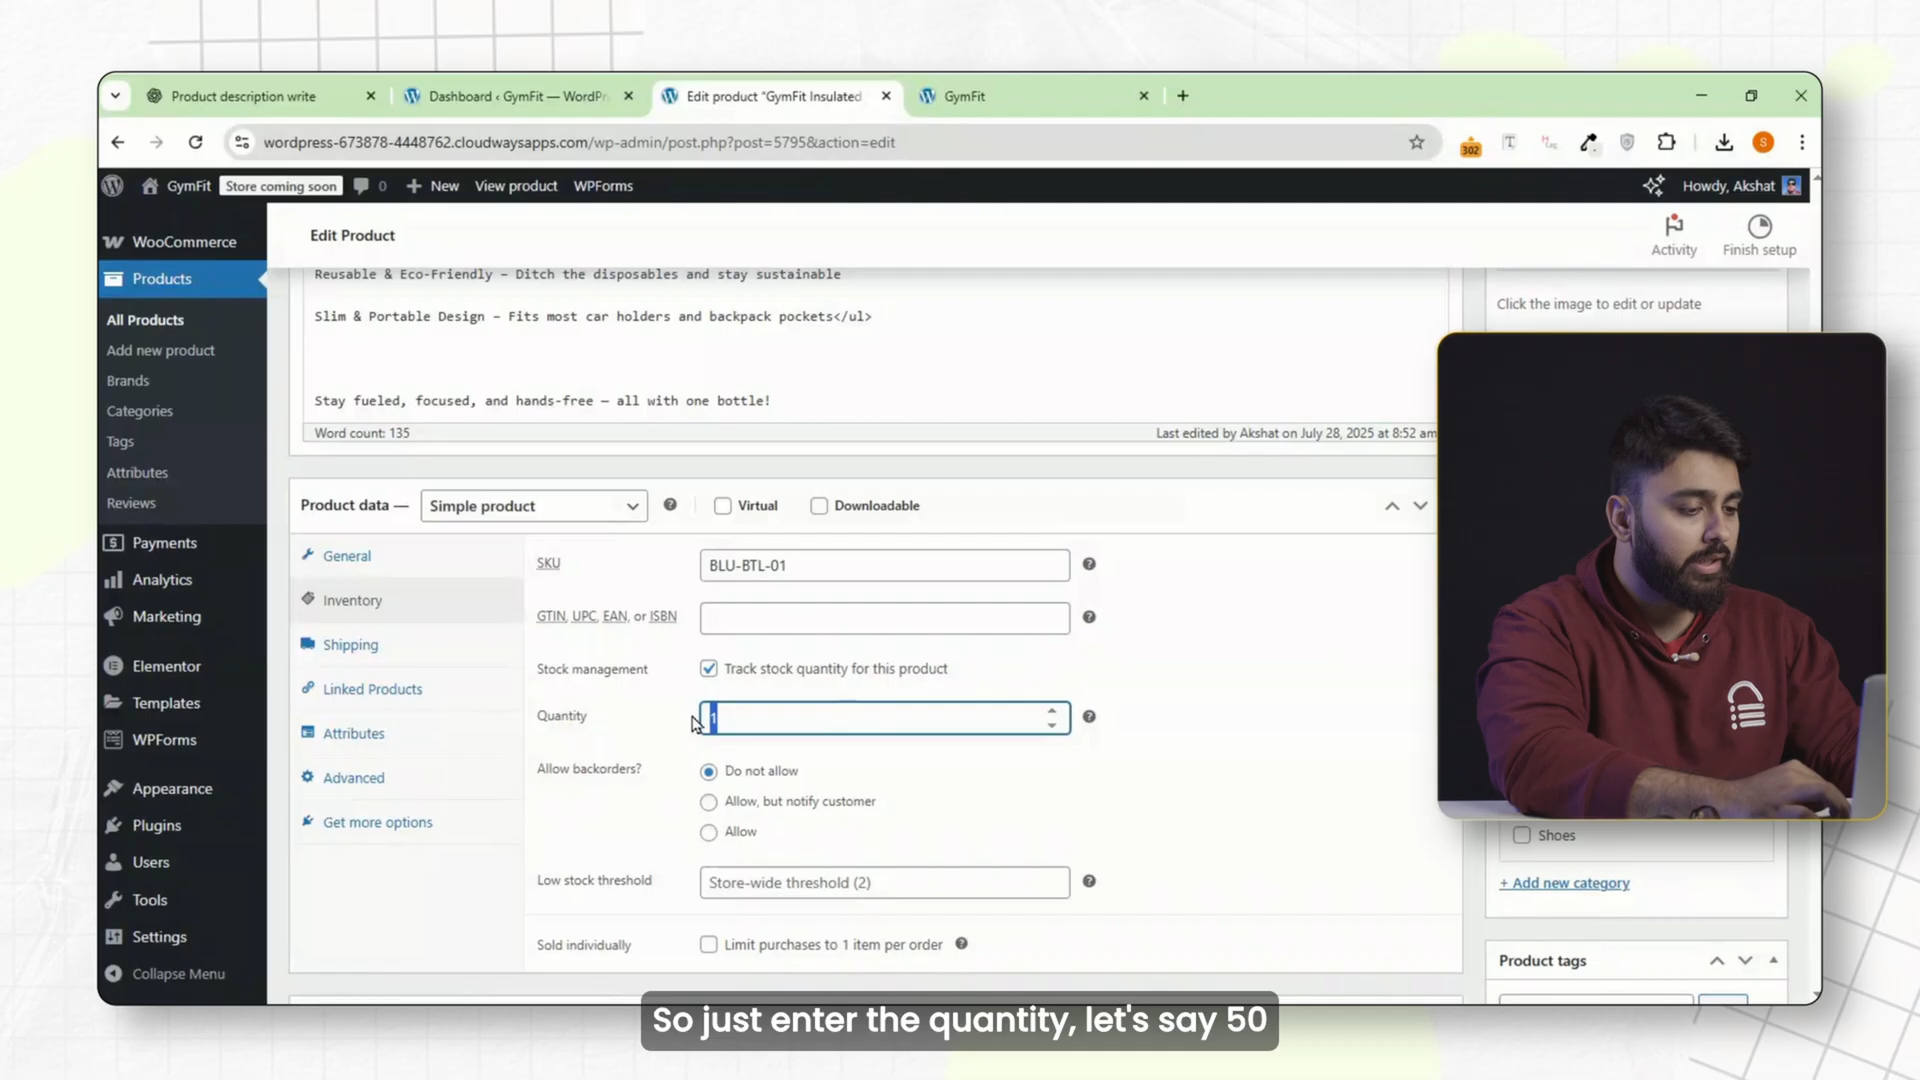 Product description write
Dashboard ‹ GymFit — WordPr
Edit product "GymFit Insulated
GymFit
wordpress-673878-4448762.cloudwaysapps.com/wp-admin/post.php?post=5795&action=edit
302
S
GymFit
Store coming soon
0
New
View product
WPForms
Howdy, Akshat
WooCommerce
Products
All Products
Add new product
Brands
Categories
Tags
Attributes
Reviews
Payments
Analytics
Marketing
Elementor
Templates
WPForms
Appearance
Plugins
Users
Tools
Settings
Collapse Menu
Edit Product
Activity
Finish setup
Reusable & Eco-Friendly – Ditch the disposables and stay sustainable
Slim & Portable Design – Fits most car holders and backpack pockets</ul>
Stay fueled, focused, and hands-free — all with one bottle!
Word count: 135
Last edited by Akshat on July 28, 2025 at 8:52 am
Click the image to edit or update
Product data —
Simple product
Virtual
Downloadable
General
Inventory
Shipping
Linked Products
Attributes
Advanced
Get more options
SKU
BLU-BTL-01
GTIN, UPC, EAN, or ISBN
Stock management
Track stock quantity for this product
Quantity
1
Allow backorders?
Do not allow
Allow, but notify customer
Allow
Low stock threshold
Store-wide threshold (2)
Sold individually
Limit purchases to 1 item per order
Shoes
+ Add new category
Product tags
So just enter the quantity, let's say 50